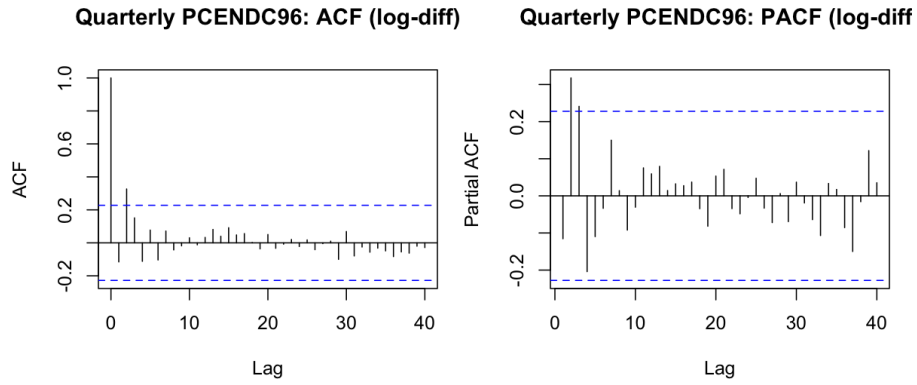 Quarterly PCENDC96: ACF (log-diff)
ACF
1.0
0.6
0.2
-0.2
0
10
20
30
40
Lag
Quarterly PCENDC96: PACF (log-diff
Partial ACF
0.2
0.0
-0.2
0
10
20
30
40
Lag